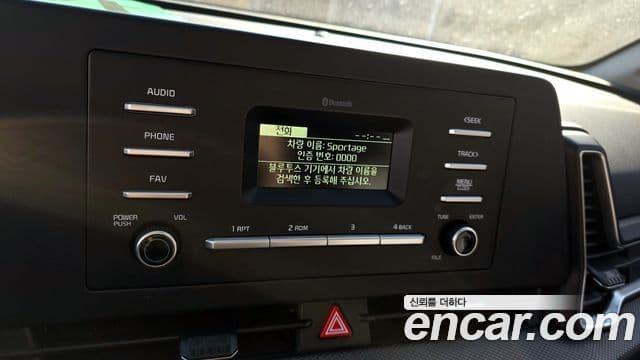 Bluetooth
AUDIO
PHONE
FAV
POWER
PUSH
VOL
전화
--:--
차량 이름: Sportage
인증 번호: 0000
블루투스 기기에서 차량 이름을
검색한 후 등록해 주십시오.
<SEEK
TRACK>
MENU
CLOCK
TUNE
ENTER
FILE
1 RPT
2 RDM
3
4 BACK
신뢰를 더하다
encar.com